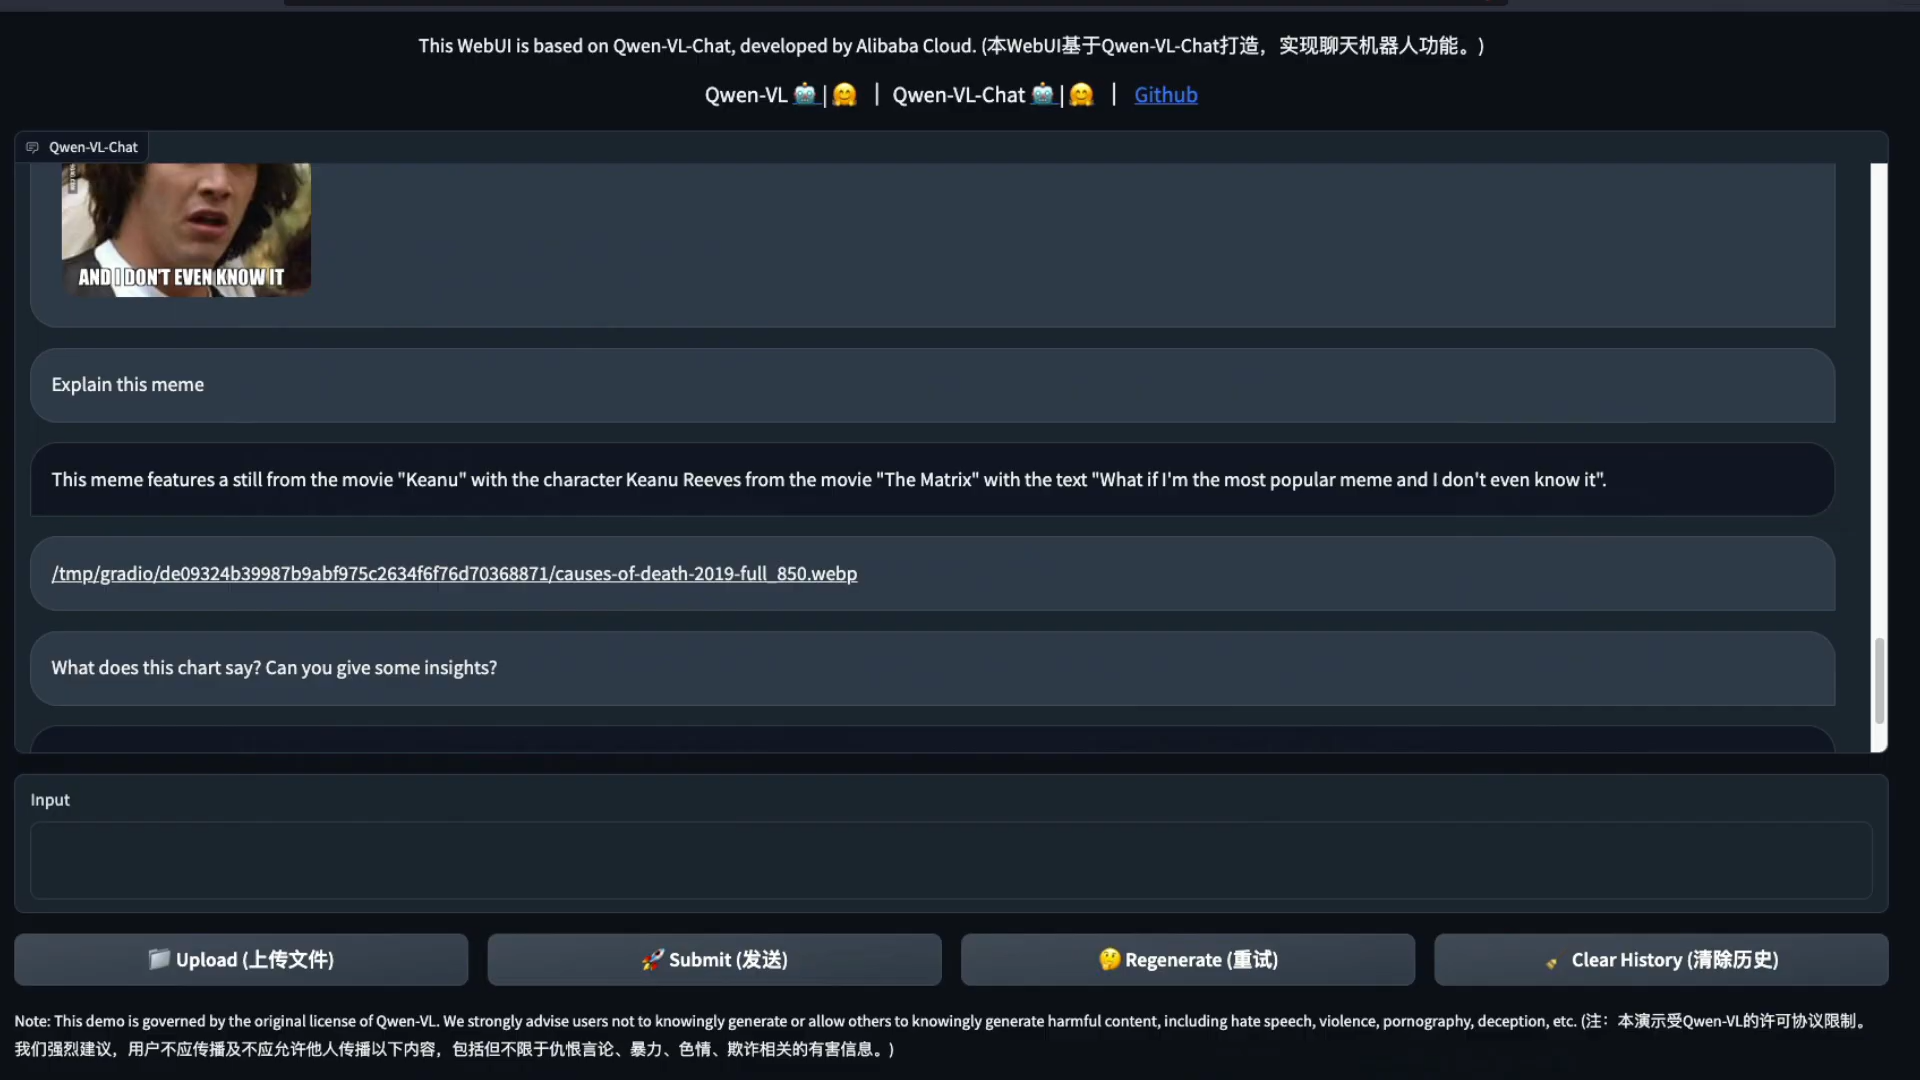 This WebUI is based on Qwen-VL-Chat, developed by Alibaba Cloud. (本WebUI基于Qwen-VL-Chat打造，实现聊天机器人功能。)
Qwen-VL 🤖 | 🤗 | Qwen-VL-Chat 🤖 | 🤗 | Github
Qwen-VL-Chat
AND I DON'T EVEN KNOW IT
Explain this meme
This meme features a still from the movie "Keanu" with the character Keanu Reeves from the movie "The Matrix" with the text "What if I'm the most popular meme and I don't even know it".
/tmp/gradio/de09324b39987b9abf975c2634f6f76d70368871/causes-of-death-2019-full_850.webp
What does this chart say? Can you give some insights?
Input
📁 Upload (上传文件) 🚀 Submit (发送) 🤔 Regenerate (重试) 🧹 Clear History (清除历史)
Note: This demo is governed by the original license of Qwen-VL. We strongly advise users not to knowingly generate or allow others to knowingly generate harmful content, including hate speech, violence, pornography, deception, etc. (注：本演示受Qwen-VL的许可协议限制。
我们强烈建议，用户不应传播及不应允许他人传播以下内容，包括但不限于仇恨言论、暴力、色情、欺诈相关的有害信息。)